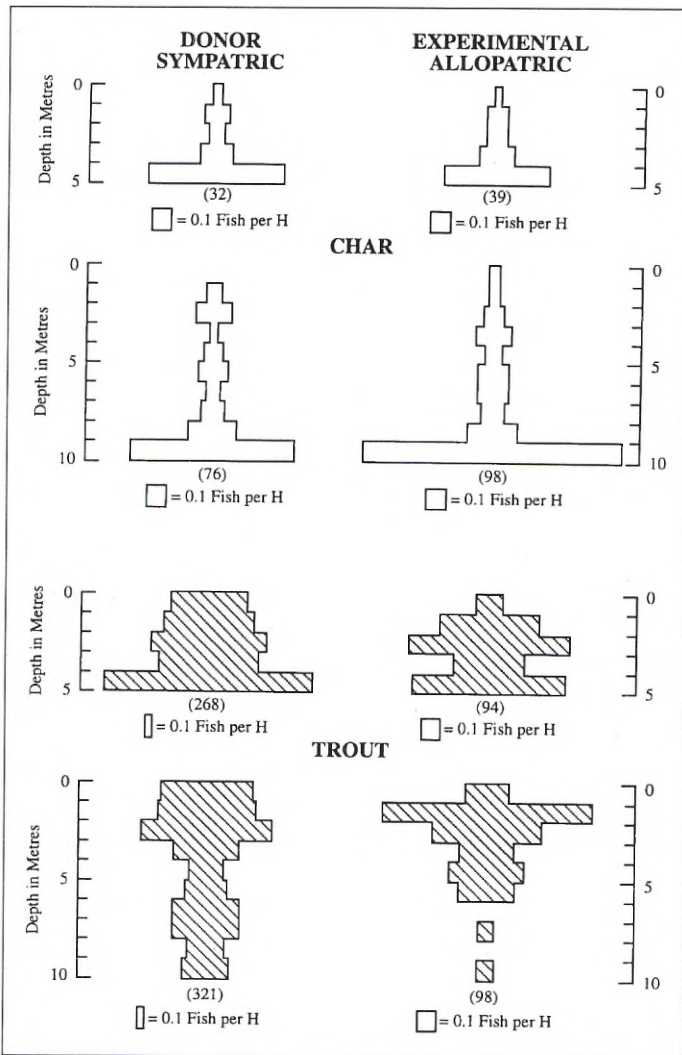 DONOR SYMPATRIC
EXPERIMENTAL ALLOPATRIC
Depth in Metres
0
5
(32)
= 0.1 Fish per H
0
5
(39)
= 0.1 Fish per H
CHAR
Depth in Metres
0
5
10
(76)
= 0.1 Fish per H
0
5
10
(98)
= 0.1 Fish per H
Depth in Metres
0
5
(268)
= 0.1 Fish per H
0
5
(94)
= 0.1 Fish per H
TROUT
Depth in Metres
0
5
10
(321)
= 0.1 Fish per H
0
5
10
(98)
= 0.1 Fish per H